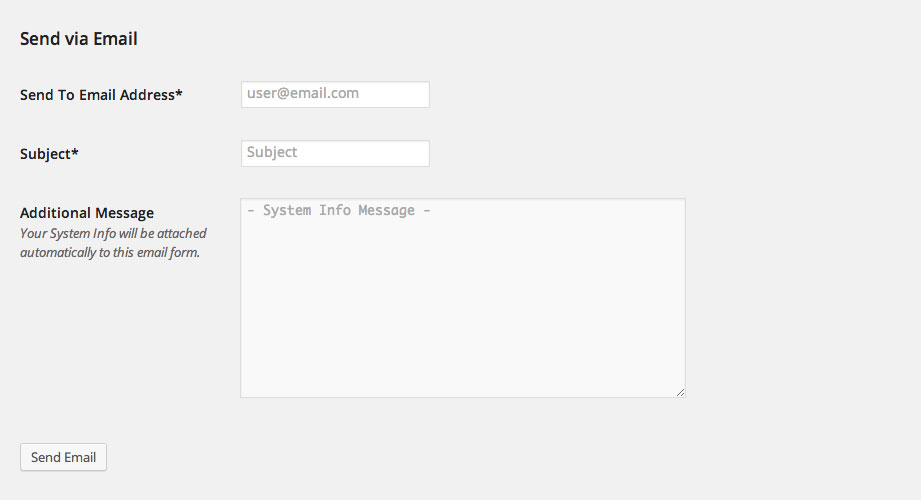 Send via Email
Send To Email Address*
user@email.com
Subject*
Subject
Additional Message
Your System Info will be attached
automatically to this email form.
- System Info Message -
Send Email